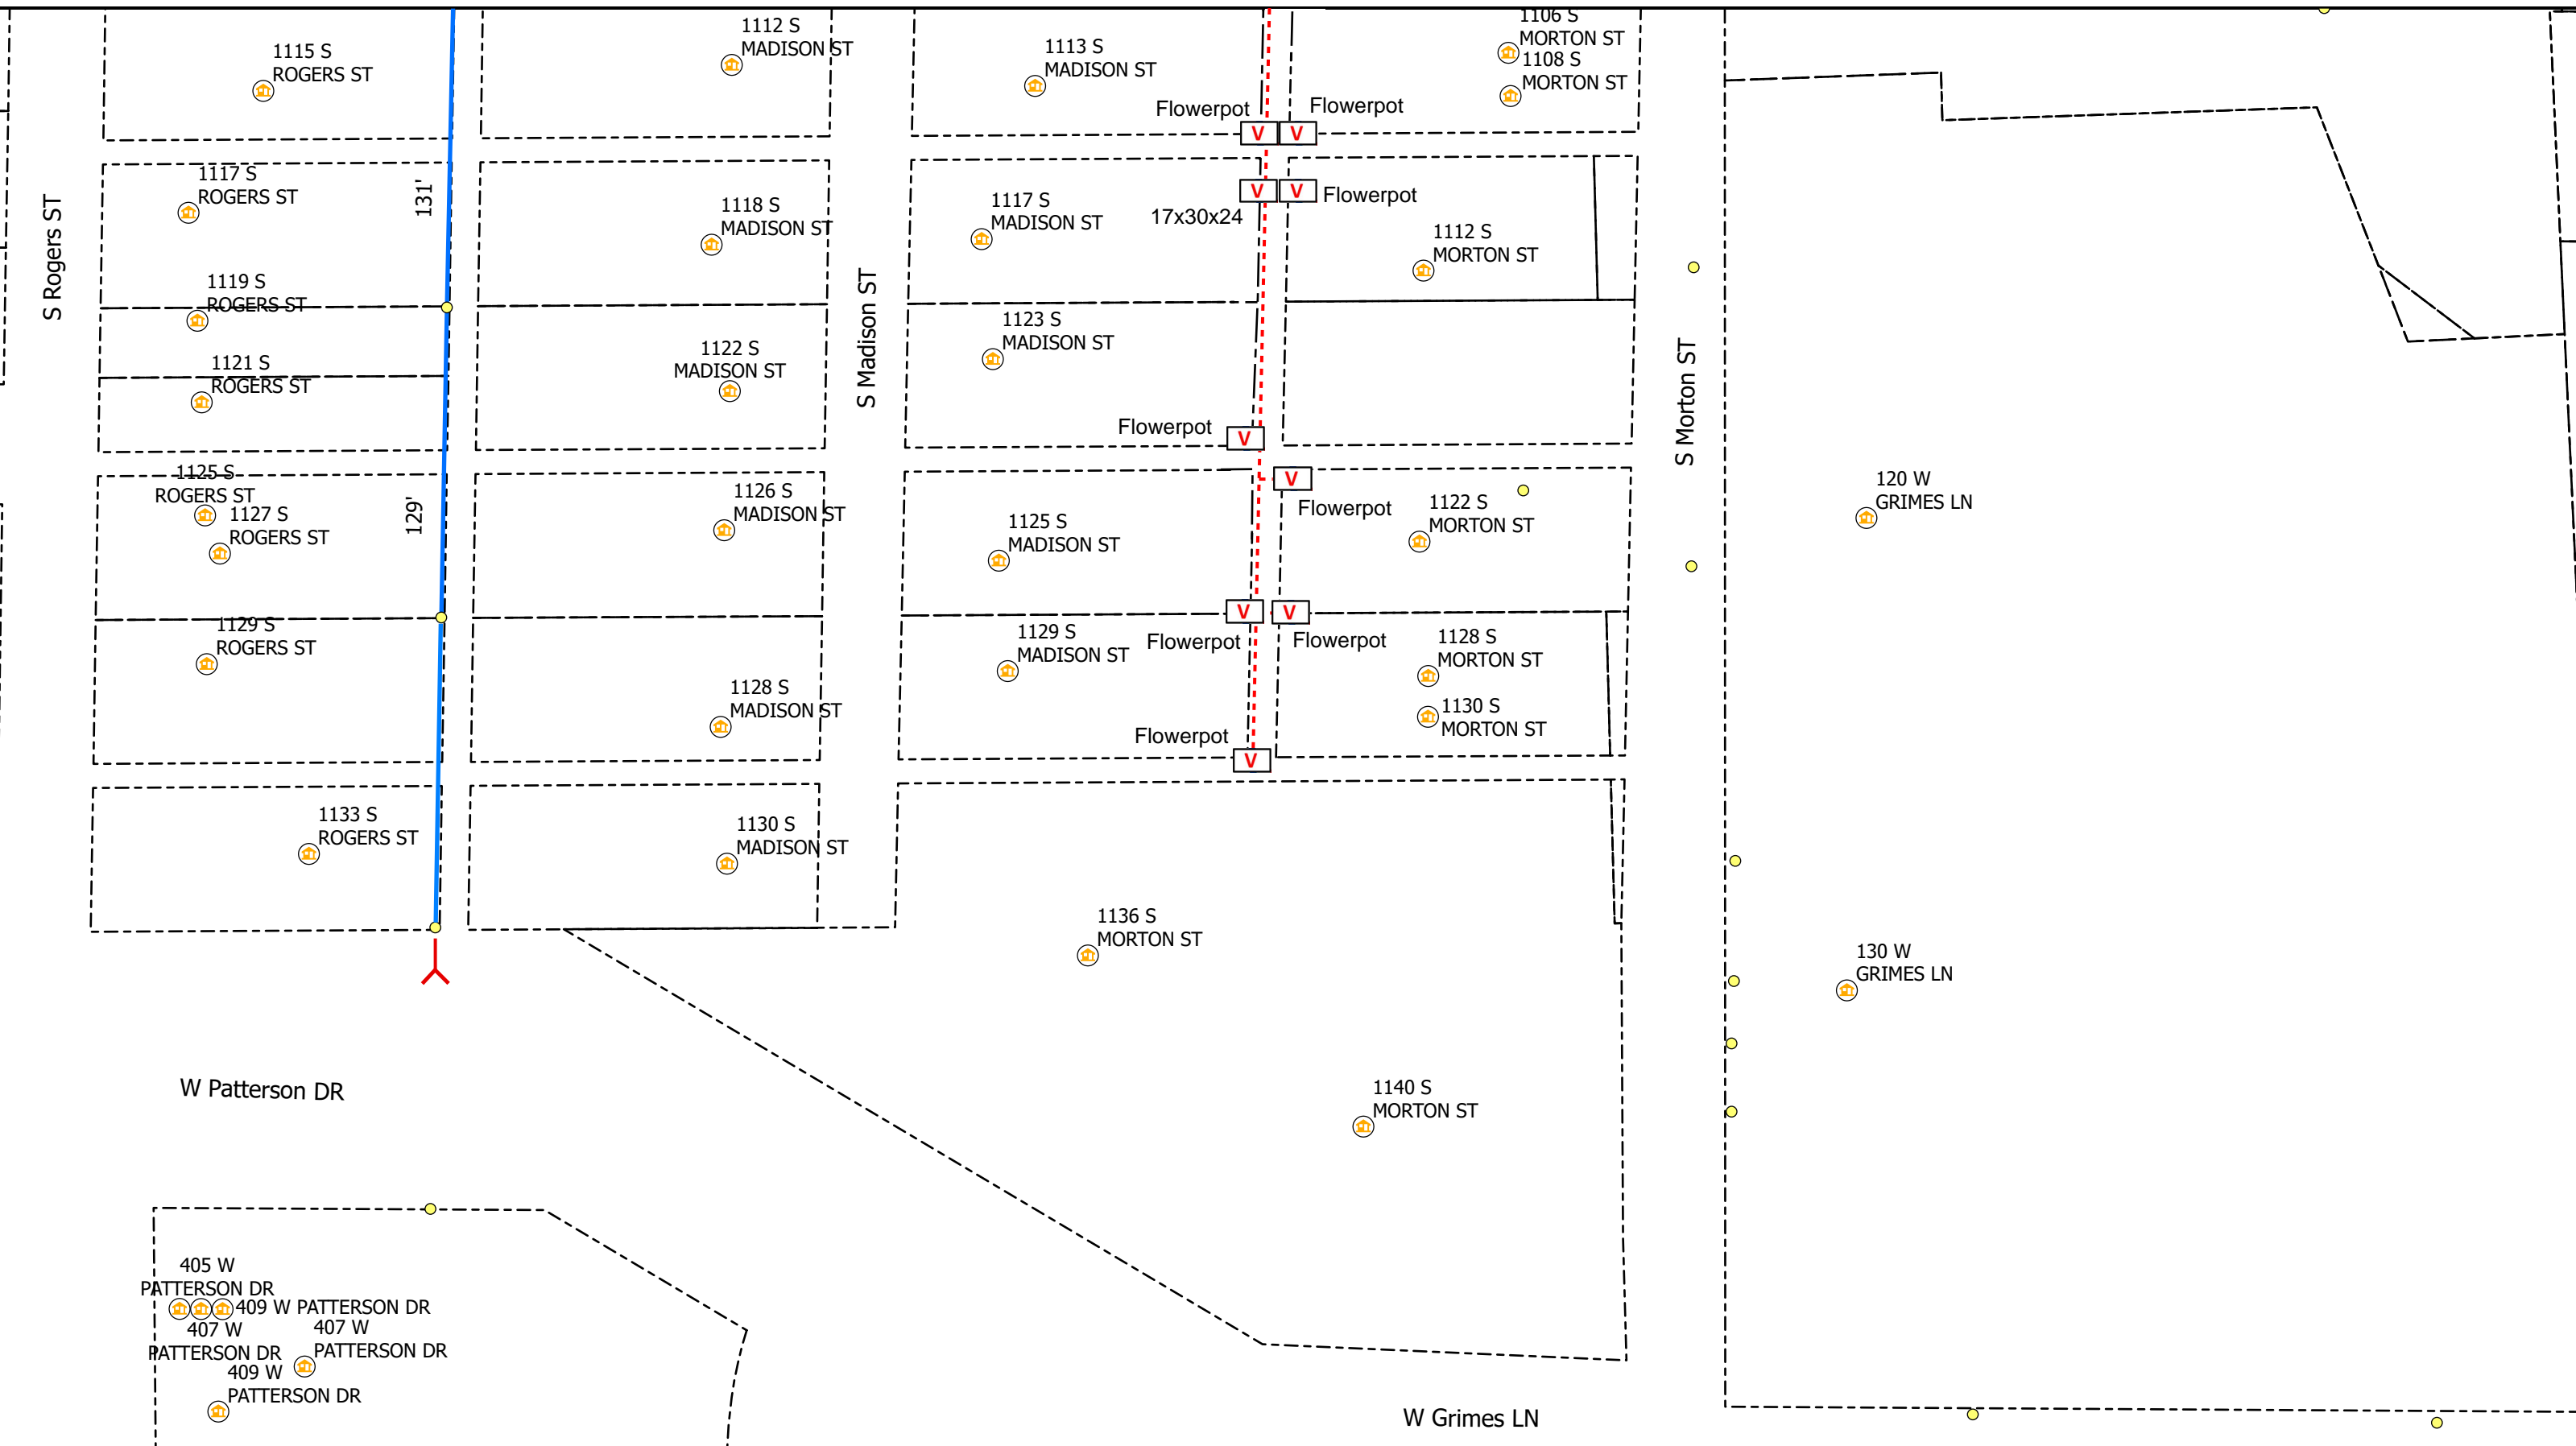 1115 S
ROGERS ST
1112 S
MADISON ST
1113 S
MADISON ST
1106 S
MORTON ST
1108 S
MORTON ST
Flowerpot
Flowerpot
V
V
S Rogers ST
1117 S
ROGERS ST
131'
1118 S
MADISON ST
1117 S
MADISON ST
V
V
Flowerpot
17x30x24
1112 S
MORTON ST
1119 S
ROGERS ST
S Madison ST
1123 S
MADISON ST
1121 S
ROGERS ST
1122 S
MADISON ST
S Morton ST
Flowerpot
V
1125 S
ROGERS ST
1127 S
ROGERS ST
129'
1126 S
MADISON ST
1125 S
MADISON ST
V
Flowerpot
1122 S
MORTON ST
120 W
GRIMES LN
1129 S
ROGERS ST
1129 S
MADISON ST
V
V
Flowerpot
Flowerpot
1128 S
MORTON ST
1128 S
MADISON ST
1130 S
MORTON ST
Flowerpot
V
1133 S
ROGERS ST
1130 S
MADISON ST
1136 S
MORTON ST
130 W
GRIMES LN
W Patterson DR
1140 S
MORTON ST
405 W
PATTERSON DR
409 W PATTERSON DR
407 W
PATTERSON DR
407 W
PATTERSON DR
409 W
PATTERSON DR
W Grimes LN